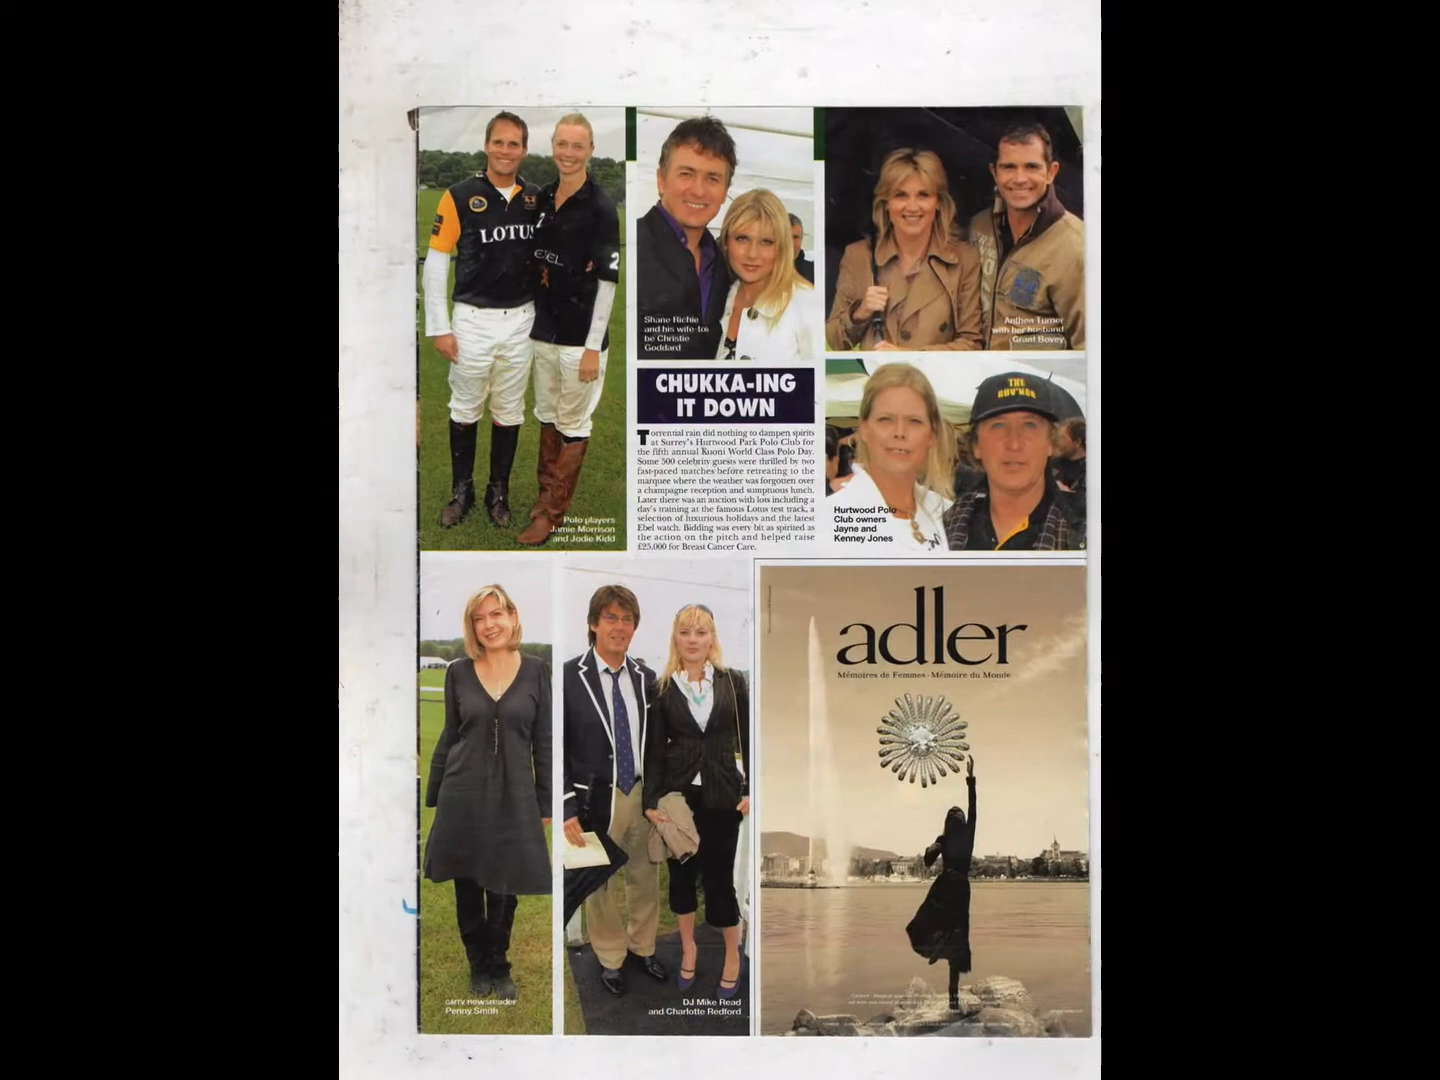 LOTUS
EBEL
2
Polo players
Jamie Morrison
and Jodie Kidd
Shane Richie
and his wife-to-
be Christie
Goddard
Anthea Turner
with her husband
Grant Bovey
CHUKKA-ING
IT DOWN
Torrential rain did nothing to dampen spirits
at Surrey's Hurtwood Park Polo Club for
the fifth annual Kuoni World Class Polo Day.
Some 500 celebrity guests were thrilled by two
fast-paced matches before retreating to the
marquee where the weather was forgotten over
a champagne reception and sumptuous lunch.
Later there was an auction with lots including a
day's training at the famous Lotus test track, a
selection of luxurious holidays and the latest
Ebel watch. Bidding was every bit as spirited as
the action on the pitch and helped raise
£25,000 for Breast Cancer Care.
THE
GUV'NOR
Hurtwood Polo
Club owners
Jayne and
Kenney Jones
GMTV newsreader
Penny Smith
DJ Mike Read
and Charlotte Redford
adler
Mémoires de Femmes - Mémoire du Monde